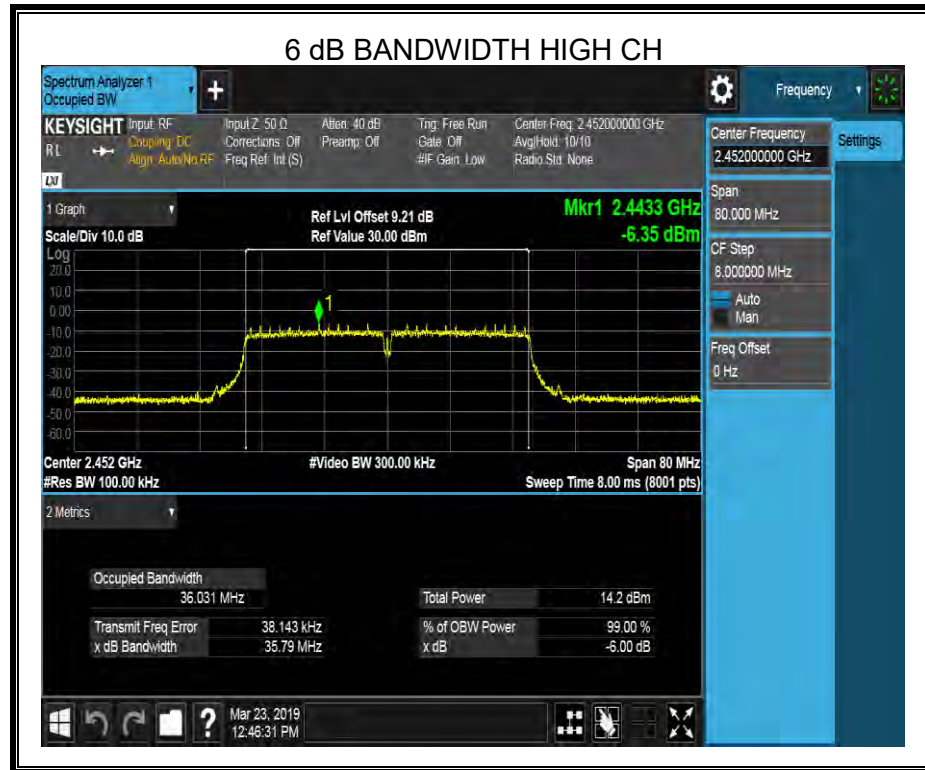 6 dB BANDWIDTH HIGH CH
Spectrum Analyzer 1
Occupied BW
+
Frequency
KEYSIGHT
RL
LXI
Input: RF
Coupling: DC
Align: Auto/No RF
Input Z: 50 Ω
Corrections: Off
Freq Ref: Int (S)
Atten: 40 dB
Preamp: Off
Trig: Free Run
Gate: Off
#IF Gain: Low
Center Freq: 2.452000000 GHz
Avg|Hold: 10/10
Radio Std: None
Center Frequency
2.452000000 GHz
Settings
Span
80.000 MHz
CF Step
8.000000 MHz
Auto
Man
Freq Offset
0 Hz
1 Graph
Scale/Div 10.0 dB
Ref Lvl Offset 9.21 dB
Ref Value 30.00 dBm
Mkr1 2.4433 GHz
-6.35 dBm
Log
20.0
10.0
0.00
-10.0
-20.0
-30.0
-40.0
-50.0
-60.0
1
Center 2.452 GHz
#Video BW 300.00 kHz
Span 80 MHz
#Res BW 100.00 kHz
Sweep Time 8.00 ms (8001 pts)
2 Metrics
Occupied Bandwidth
36.031 MHz
Total Power 14.2 dBm
Transmit Freq Error 38.143 kHz
% of OBW Power 99.00 %
x dB Bandwidth 35.79 MHz
x dB -6.00 dB
?
Mar 23, 2019
12:46:31 PM